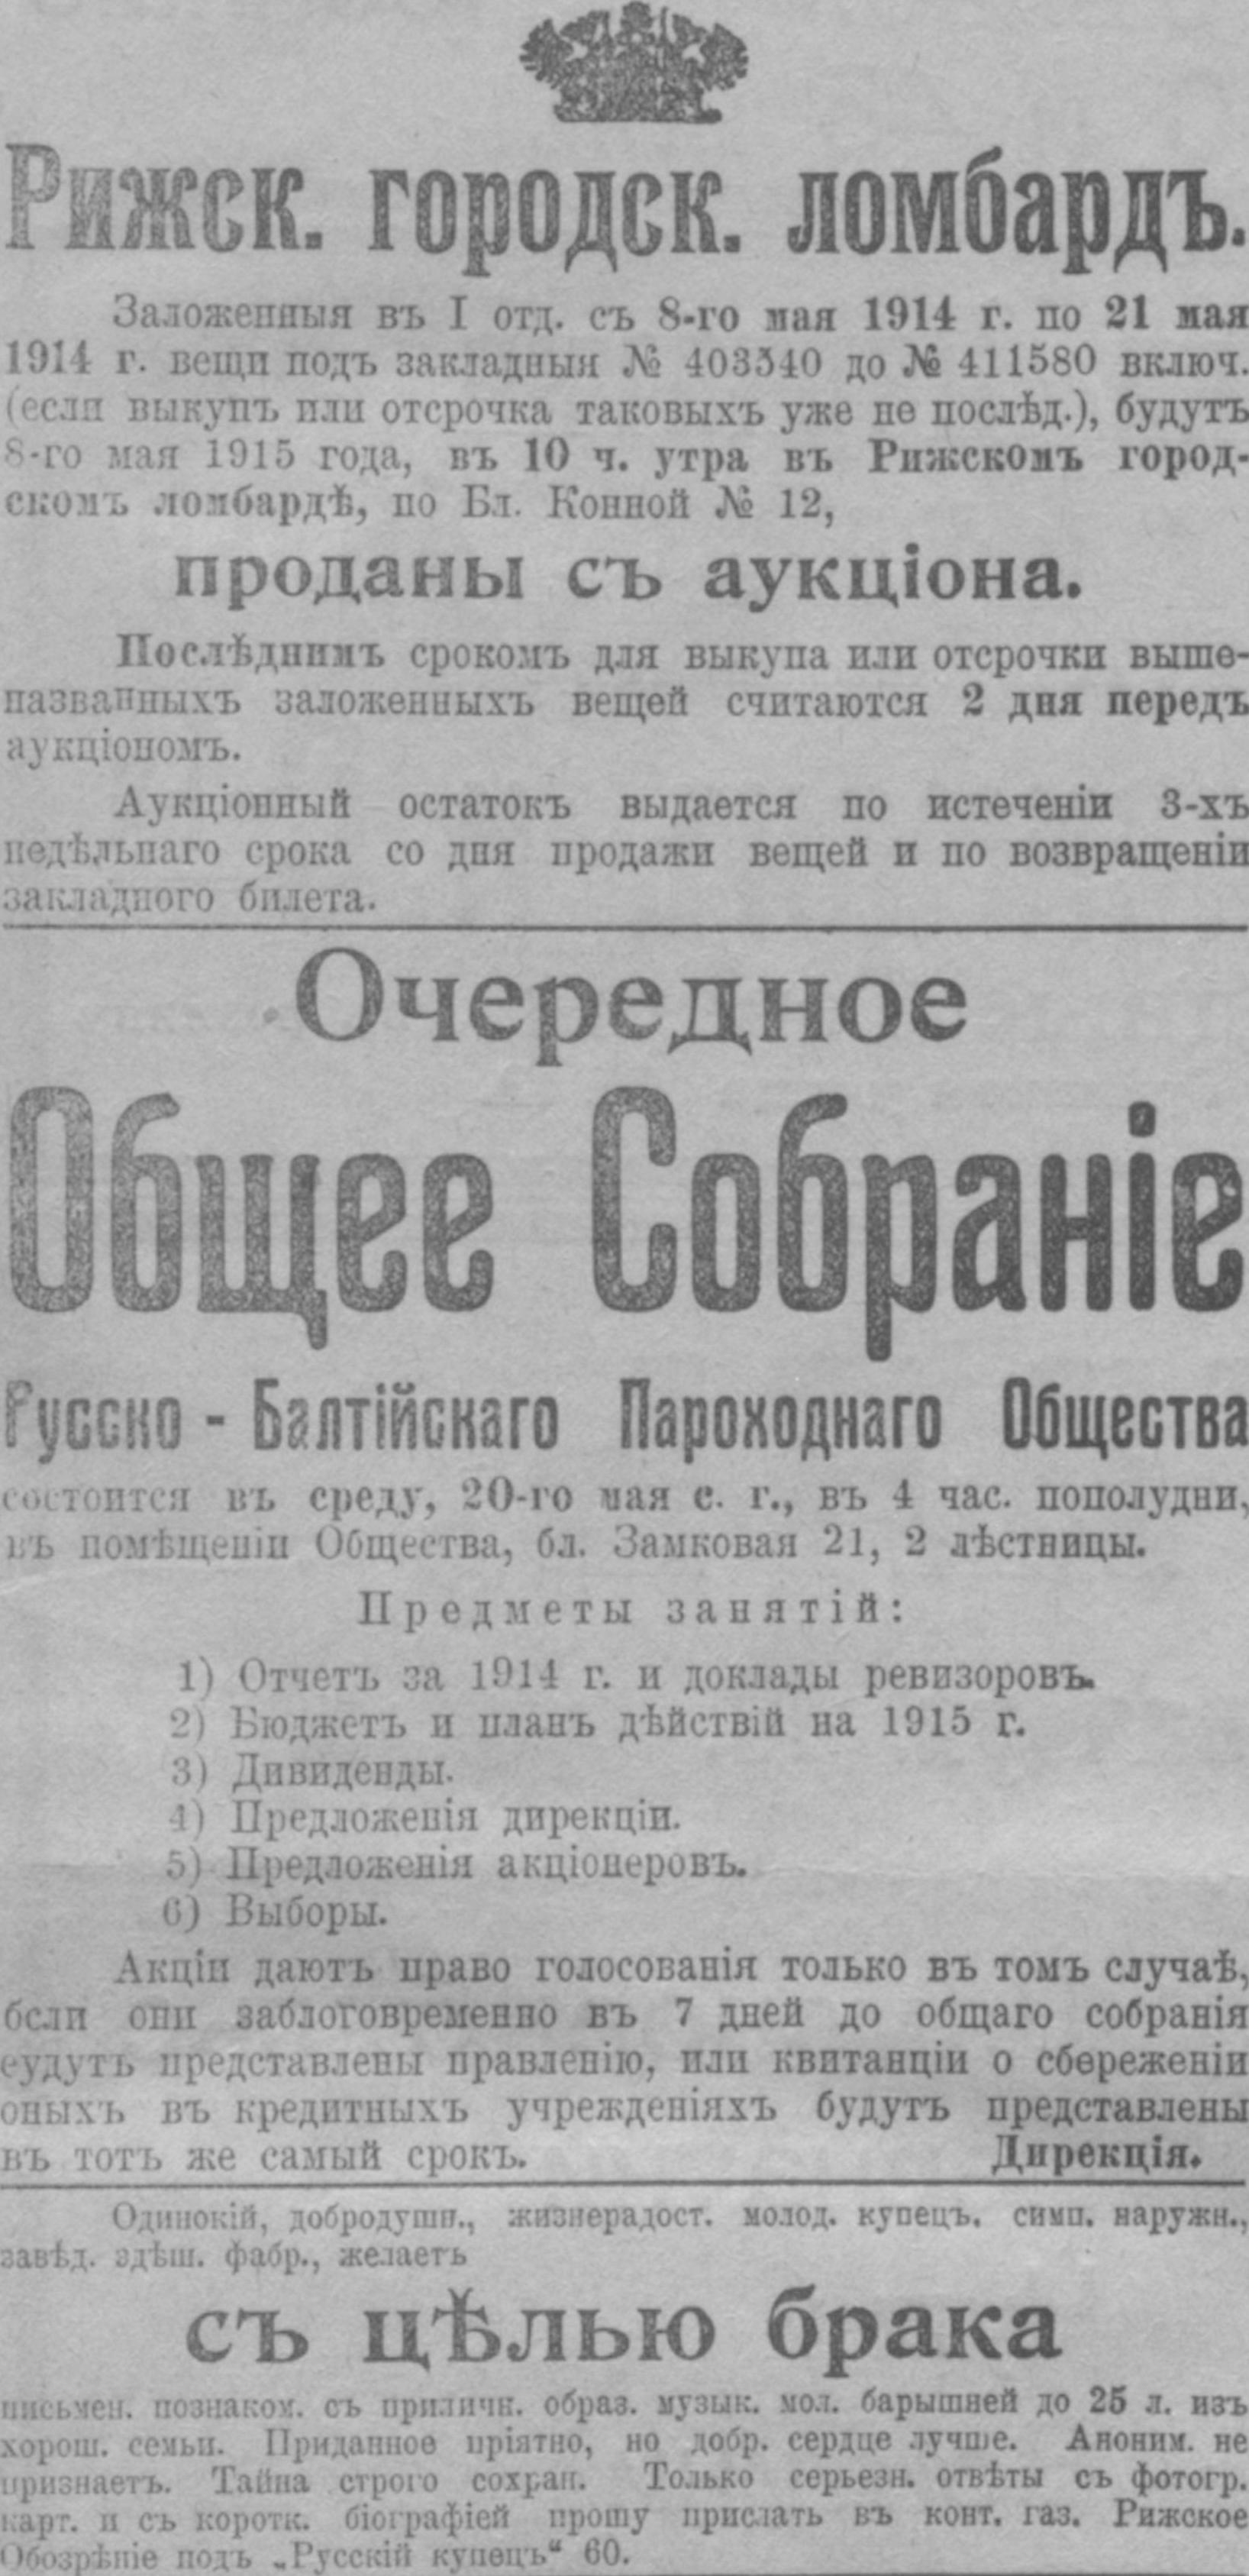 Рижск. городск. ломбардъ.
Заложенныя въ I отд. съ 8-го мая 1914 г. по 21 мая
1914 г. вещи подъ закладныя № 403340 до № 411580 включ.
(если выкупъ или отсрочка таковыхъ уже не послѣд.), будутъ
8-го мая 1915 года, въ 10 ч. утра въ Рижскомъ город-
скомъ ломбардѣ, по Бл. Конной № 12,
проданы съ аукціона.
Послѣднимъ срокомъ для выкупа или отсрочки выше-
названныхъ заложенныхъ вещей считаются 2 дня передъ
аукціономъ.
Аукціонный остатокъ выдается по истеченіи 3-хъ
недѣльнаго срока со дня продажи вещей и по возвращеніи
закладного билета.
Очередное
Общее Собраніе
Русско - Балтійскаго Пароходнаго Общества
состоится въ среду, 20-го мая с. г., въ 4 час. пополудни,
въ помѣщеніи Общества, бл. Замковая 21, 2 лѣстницы.
Предметы занятій:
1) Отчетъ за 1914 г. и доклады ревизоровъ.
2) Бюджетъ и планъ дѣйствій на 1915 г.
3) Дивиденды.
4) Предложенія дирекціи.
5) Предложенія акціонеровъ.
6) Выборы.
Акціи даютъ право голосованія только въ томъ случаѣ,
бсли они заблоговременно въ 7 дней до общаго собранія
еудутъ представлены правленію, или квитанціи о сбереженіи
оныхъ въ кредитныхъ учрежденіяхъ будутъ представлены
въ тотъ же самый срокъ. Дирекція.
Одинокій, добродушн., жизнерадост. молод. купецъ. симп. наружн.,
завѣд. здѣш. фабр., желаетъ
съ цѣлью брака
письмен. познаком. съ приличн. образ. музык. мол. барышней до 25 л. изъ
хорош. семьи. Приданное пріятно, но добр. сердце лучше. Аноним. не
признаетъ. Тайна строго сохран. Только серьезн. отвѣты съ фотогр.
карт. и съ коротк. біографіей прошу прислать въ конт. газ. Рижское
Обозрѣніе подъ „Русскій купецъ“ 60.